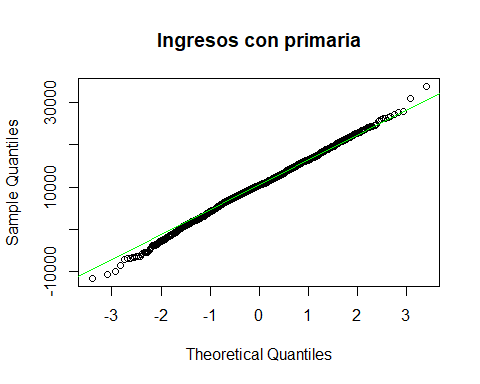 Ingresos con primaria
Sample Quantiles
30000
10000
-10000
-3 -2 -1 0 1 2 3
Theoretical Quantiles